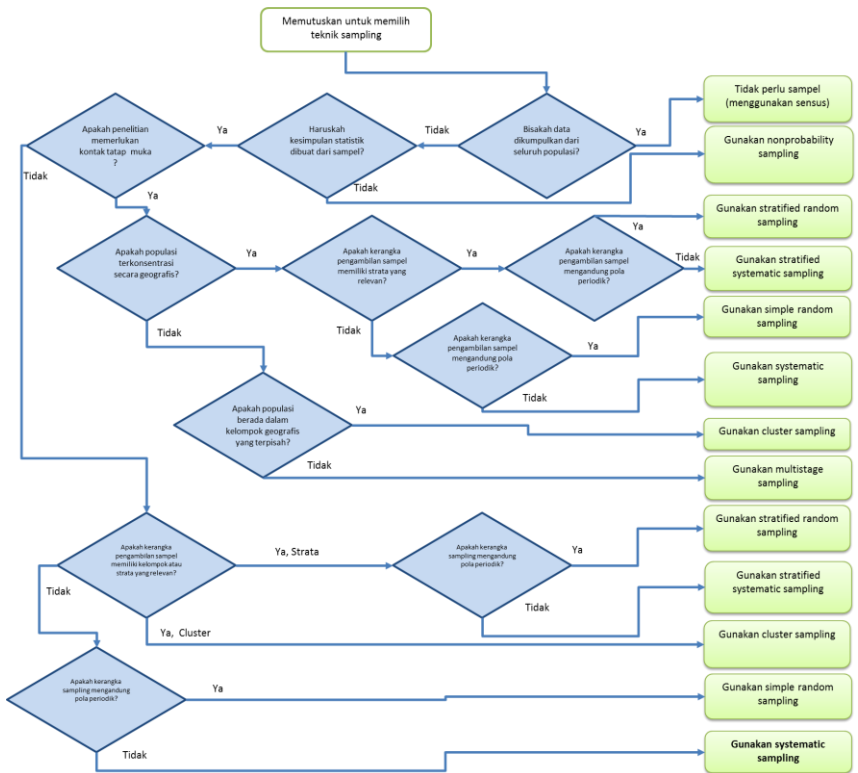 Memutuskan untuk memilih
teknik sampling
Tidak perlu sampel
(menggunakan sensus)
Bisakah data
dikumpulkan dari
seluruh populasi?
Ya
Tidak
Haruskah
kesimpulan statistik
dibuat dari sampel?
Ya
Tidak
Gunakan nonprobability
sampling
Apakah penelitian
memerlukan
kontak tatap muka
?
Tidak
Ya
Apakah populasi
terkonsentrasi
secara geografis?
Ya
Tidak
Apakah kerangka
pengambilan sampel
memiliki strata yang
relevan?
Ya
Tidak
Apakah kerangka
pengambilan sampel
mengandung pola
periodik?
Ya
Tidak
Gunakan stratified random
sampling
Gunakan stratified
systematic sampling
Apakah kerangka
pengambilan sampel
mengandung pola
periodik?
Ya
Tidak
Gunakan simple random
sampling
Gunakan systematic
sampling
Apakah populasi
berada dalam
kelompok geografis
yang terpisah?
Ya
Tidak
Gunakan cluster sampling
Gunakan multistage
sampling
Apakah kerangka
pengambilan sampel
memiliki kelompok atau
strata yang relevan?
Ya, Strata
Tidak
Ya, Cluster
Apakah kerangka
sampling mengandung
pola periodik?
Ya
Tidak
Gunakan stratified random
sampling
Gunakan stratified
systematic sampling
Gunakan cluster sampling
Apakah kerangka
sampling mengandung
pola periodik?
Ya
Tidak
Gunakan simple random
sampling
Gunakan systematic
sampling